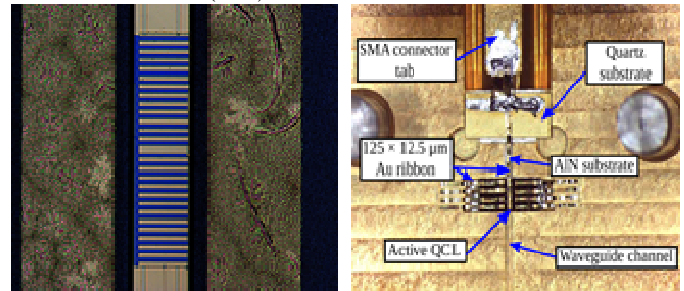 SMA connector
tab
Quartz
substrate
125 × 12.5 µm
Au ribbon
AlN substrate
Active QCL
Waveguide channel